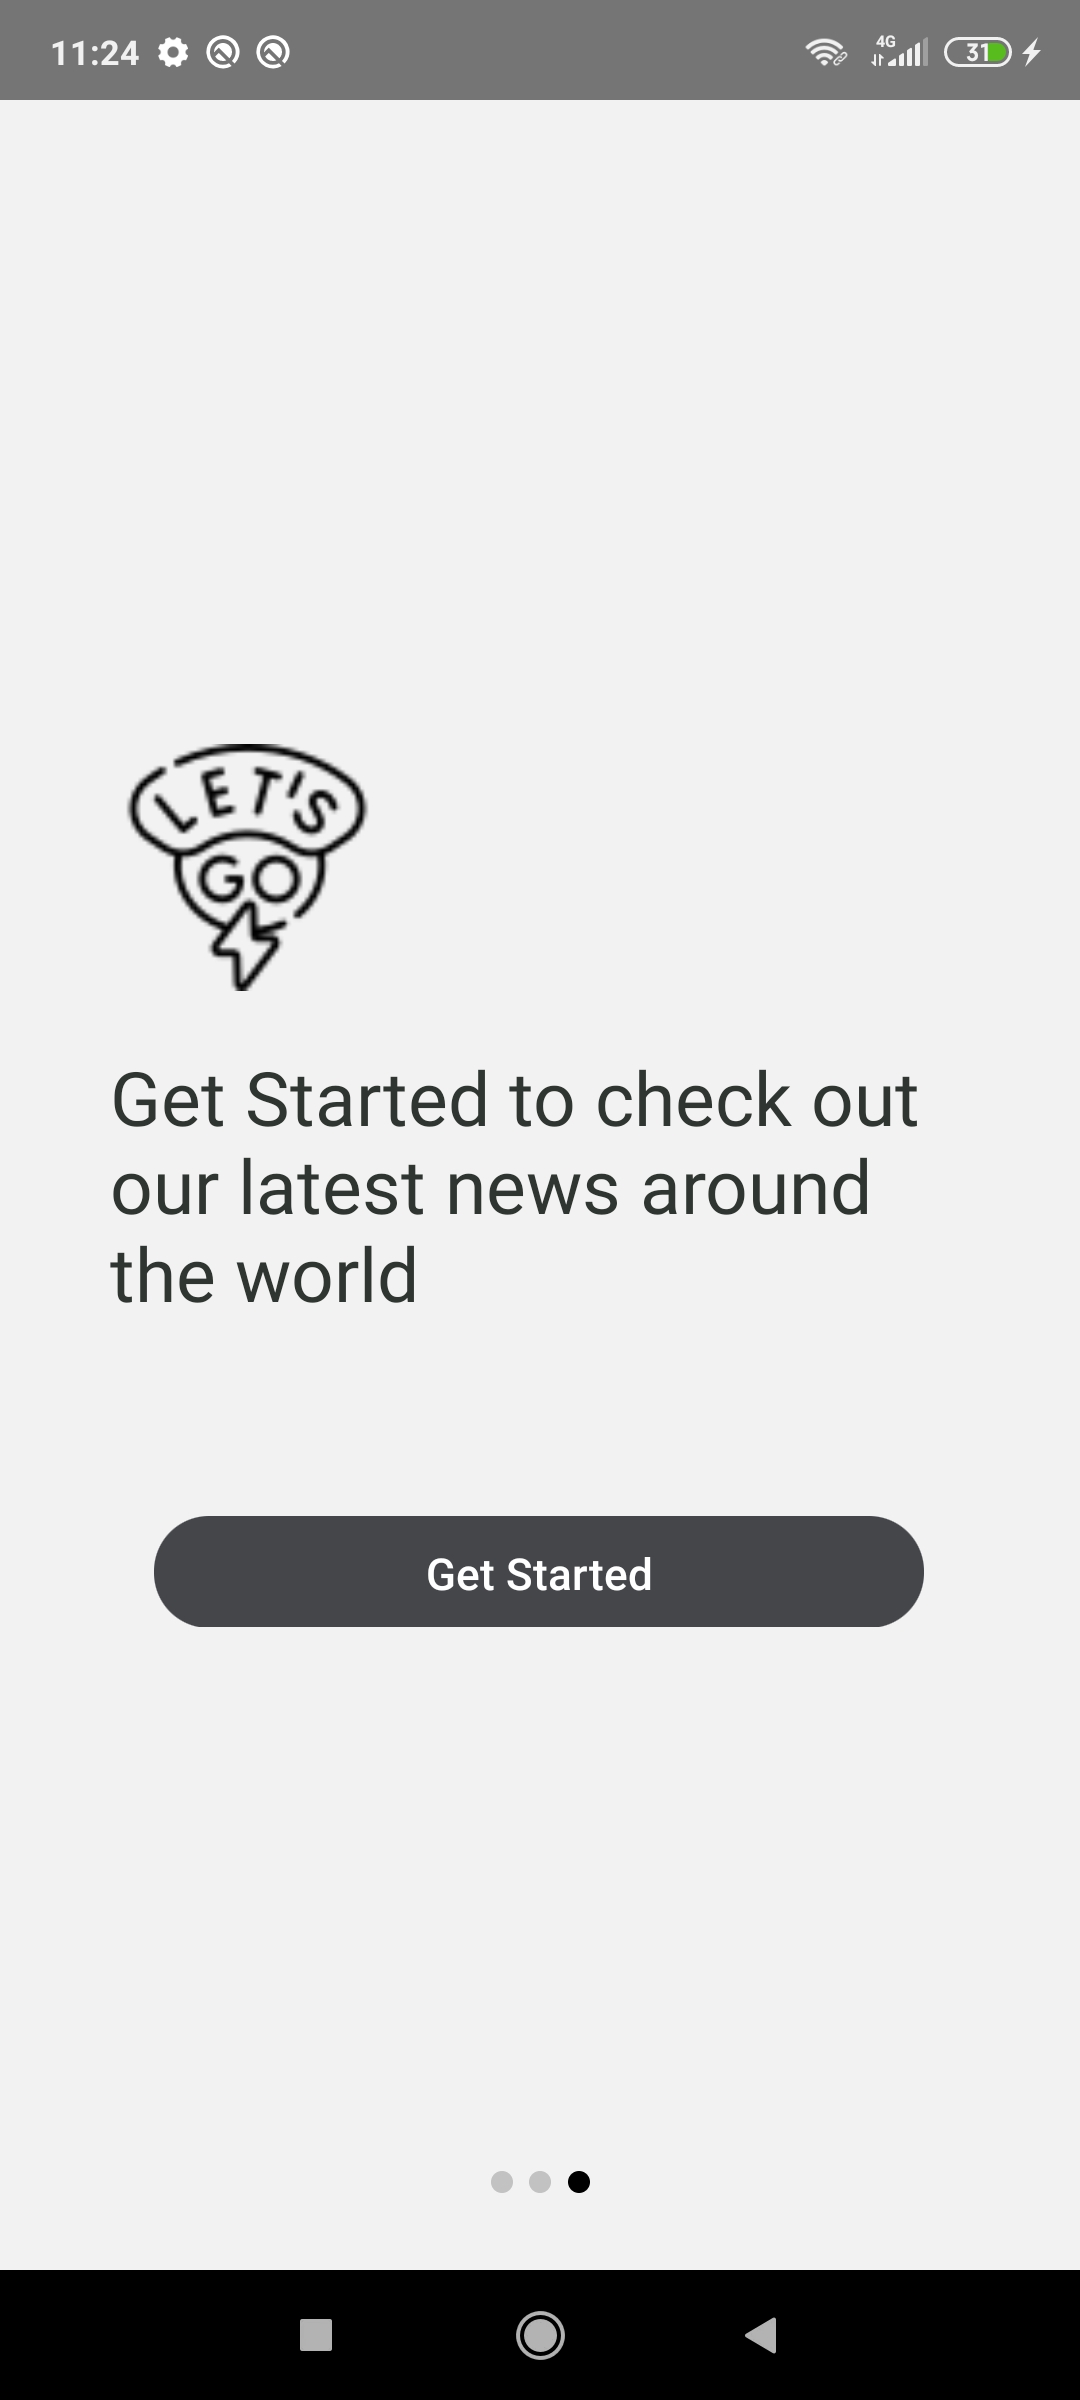 11:24
4G
31
LET'S
GO
Get Started to check out
our latest news around
the world
Get Started